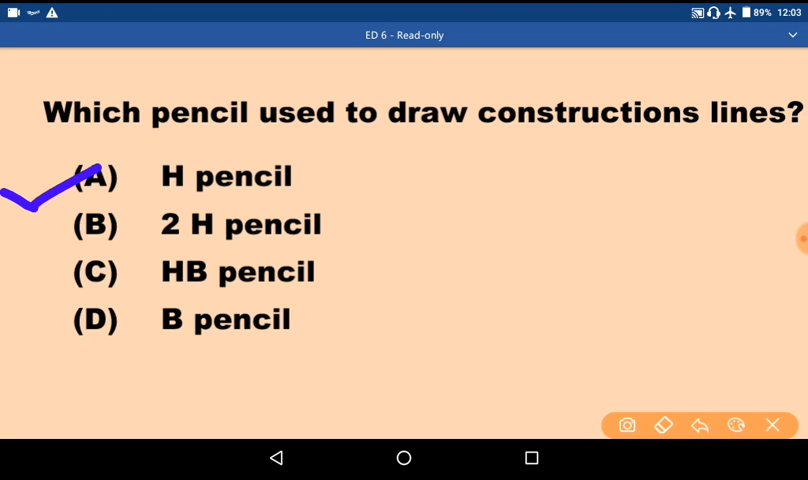 89% 12:03
ED 6 - Read-only
Which pencil used to draw constructions lines?
(A) H pencil
(B) 2 H pencil
(C) HB pencil
(D) B pencil